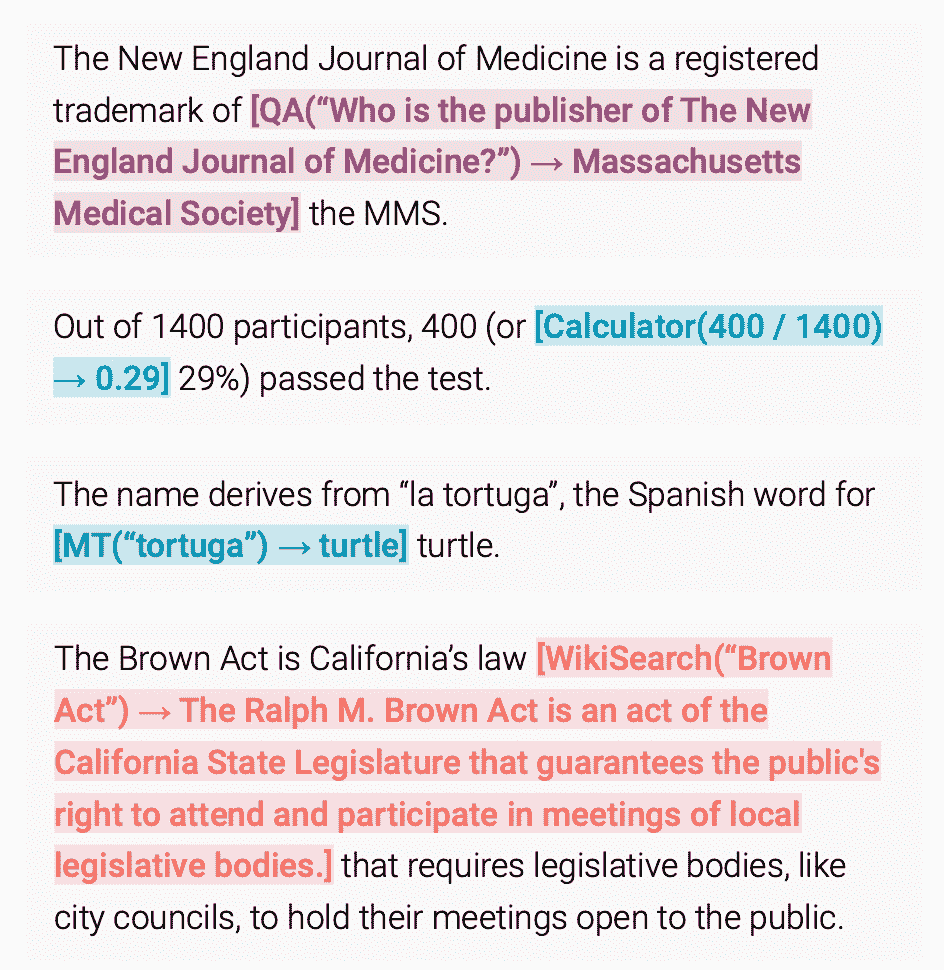 The New England Journal of Medicine is a registered
trademark of [QA(“Who is the publisher of The New
England Journal of Medicine?”) → Massachusetts
Medical Society] the MMS.
Out of 1400 participants, 400 (or [Calculator(400 / 1400)
→ 0.29] 29%) passed the test.
The name derives from “la tortuga”, the Spanish word for
[MT(“tortuga”) → turtle] turtle.
The Brown Act is California’s law [WikiSearch(“Brown
Act”) → The Ralph M. Brown Act is an act of the
California State Legislature that guarantees the public's
right to attend and participate in meetings of local
legislative bodies.] that requires legislative bodies, like
city councils, to hold their meetings open to the public.